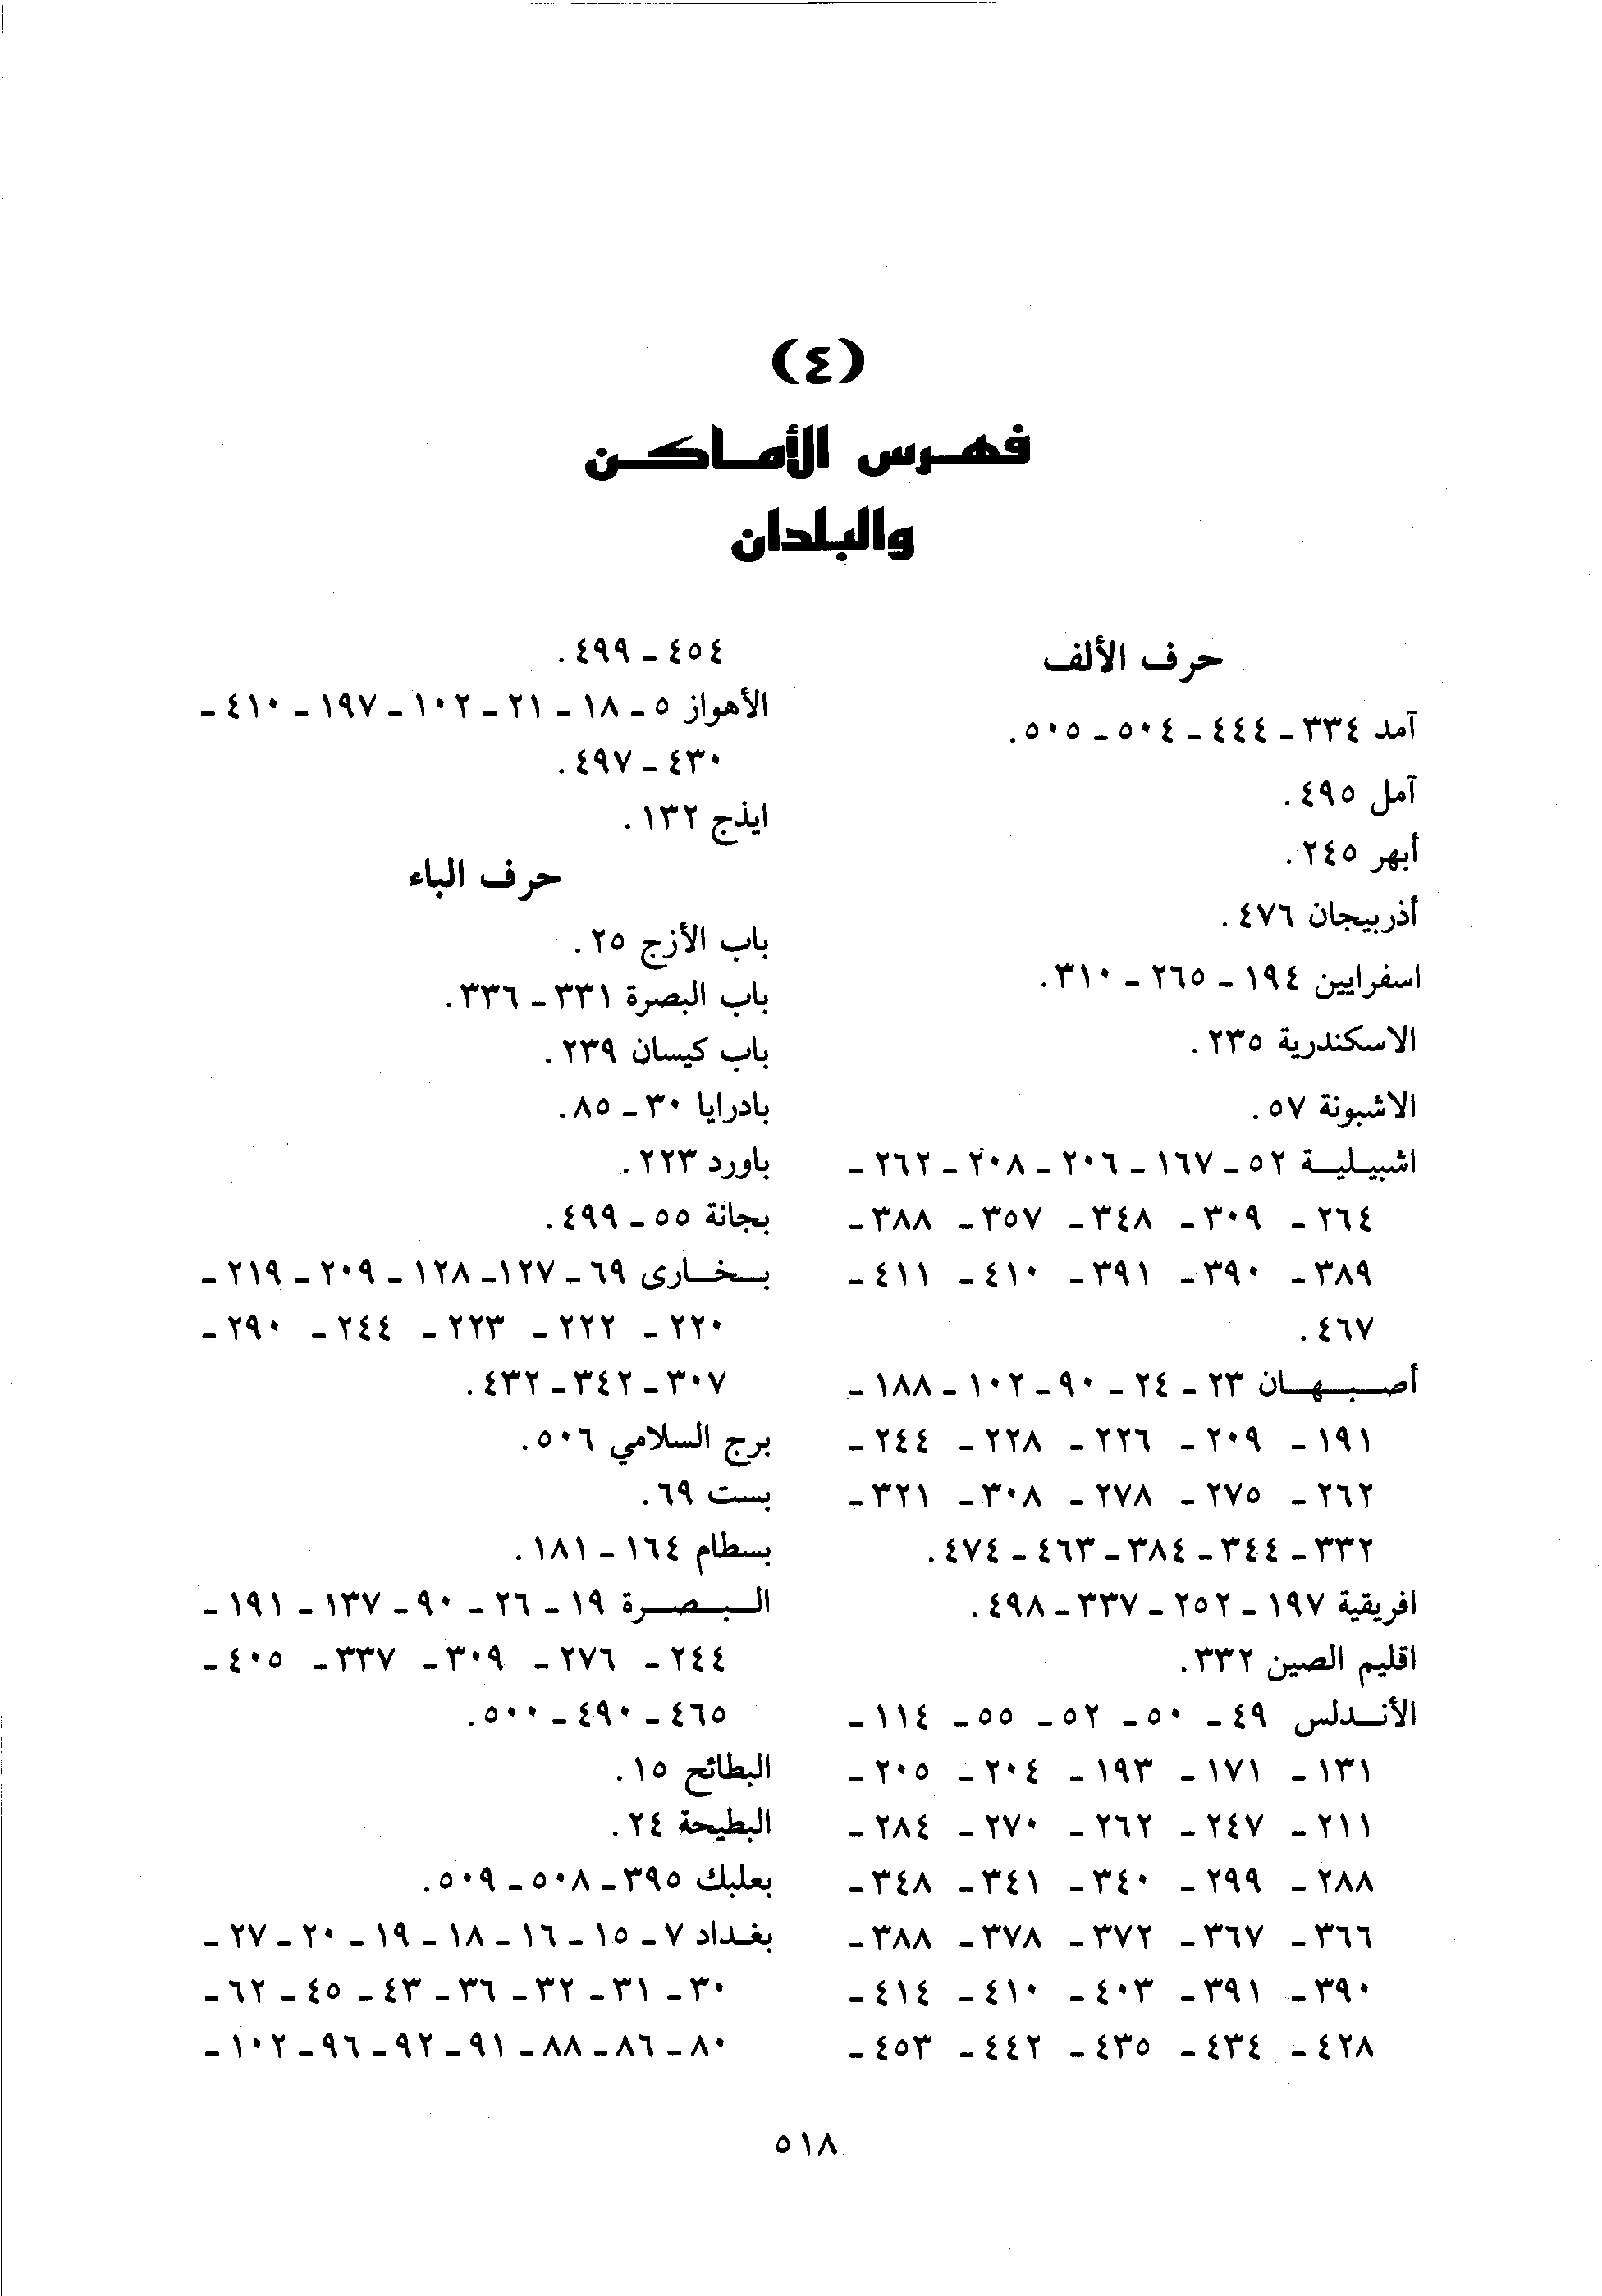 (٤)
فهرس الأماكن
والبلدان
حرف الألف
آمد ٣٣٤ ـ ٤٤٤ ـ ٥٠٤ ـ ٥٠٥.
آمل ٤٩٥.
أبهر ٢٤٥.
أذربيجان ٤٧٦.
اسفرايين ١٩٤ ـ ٢٦٥ ـ ٣١٠.
الاسكندرية ٢٣٥.
الاشبونة ٥٧.
اشبيلية ٥٢ ـ ١٦٧ ـ ٢٠٦ ـ ٢٠٨ ـ ٢٦٢ ـ
٢٦٤ ـ ٣٠٩ ـ ٣٤٨ ـ ٣٥٧ ـ ٣٨٨ ـ
٣٨٩ ـ ٣٩٠ ـ ٣٩١ ـ ٤١٠ ـ ٤١١ ـ
٤٦٧.
أصبهان ٢٣ ـ ٢٤ ـ ٩٠ ـ ١٠٢ ـ ١٨٨ ـ
١٩١ ـ ٢٠٩ ـ ٢٢٦ ـ ٢٢٨ ـ ٢٤٤ ـ
٢٦٢ ـ ٢٧٥ ـ ٢٧٨ ـ ٣٠٨ ـ ٣٢١ ـ
٣٣٢ ـ ٣٤٤ ـ ٣٨٤ ـ ٤٦٣ ـ ٤٧٤.
افريقية ١٩٧ ـ ٢٥٢ ـ ٣٣٧ ـ ٤٩٨.
اقليم الصين ٣٣٢.
الأندلس ٤٩ ـ ٥٠ ـ ٥٢ ـ ٥٥ ـ ١١٤ ـ
١٣١ ـ ١٧١ ـ ١٩٣ ـ ٢٠٤ ـ ٢٠٥ ـ
٢١١ ـ ٢٤٧ ـ ٢٦٢ ـ ٢٧٠ ـ ٢٨٤ ـ
٢٨٨ ـ ٢٩٩ ـ ٣٤٠ ـ ٣٤١ ـ ٣٤٨ ـ
٣٦٦ ـ ٣٦٧ ـ ٣٧٢ ـ ٣٧٨ ـ ٣٨٨ ـ
٣٩٠ ـ ٣٩١ ـ ٤٠٣ ـ ٤١٠ ـ ٤١٤ ـ
٤٢٨ ـ ٤٣٤ ـ ٤٣٥ ـ ٤٤٢ ـ ٤٥٣ ـ
٤٥٤ ـ ٤٩٩.
الأهواز ٥ ـ ١٨ ـ ٢١ ـ ١٠٢ ـ ١٩٧ ـ ٤١٠ ـ
٤٣٠ ـ ٤٩٧.
ايذج ١٣٢.
حرف الباء
باب الأزج ٢٥.
باب البصرة ٣٣١ ـ ٣٣٦.
باب كيسان ٢٣٩.
بادرايا ٣٠ ـ ٨٥.
باورد ٢٢٣.
بجانة ٥٥ ـ ٤٩٩.
بخارى ٦٩ ـ ١٢٧ ـ ١٢٨ ـ ٢٠٩ ـ ٢١٩ ـ
٢٢٠ ـ ٢٢٢ ـ ٢٢٣ ـ ٢٤٤ ـ ٢٩٠ ـ
٣٠٧ ـ ٣٤٢ ـ ٤٣٢.
برج السلامي ٥٠٦.
بست ٦٩.
بسطام ١٦٤ ـ ١٨١.
البصرة ١٩ ـ ٢٦ ـ ٩٠ ـ ١٣٧ ـ ١٩١ ـ
٢٤٤ ـ ٢٧٦ ـ ٣٠٩ ـ ٣٣٧ ـ ٤٠٥ ـ
٤٦٥ ـ ٤٩٠ ـ ٥٠٠.
البطائح ١٥.
البطيحة ٢٤.
بعلبك ٣٩٥ ـ ٥٠٨ ـ ٥٠٩.
بغداد ٧ ـ ١٥ ـ ١٦ ـ ١٨ ـ ١٩ ـ ٢٠ ـ ٢٧ ـ
٣٠ ـ ٣١ ـ ٣٢ ـ ٣٦ ـ ٤٣ ـ ٤٥ ـ ٦٢ ـ
٨٠ ـ ٨٦ ـ ٨٨ ـ ٩١ ـ ٩٢ ـ ٩٦ ـ ١٠٢ ـ
٥١٨